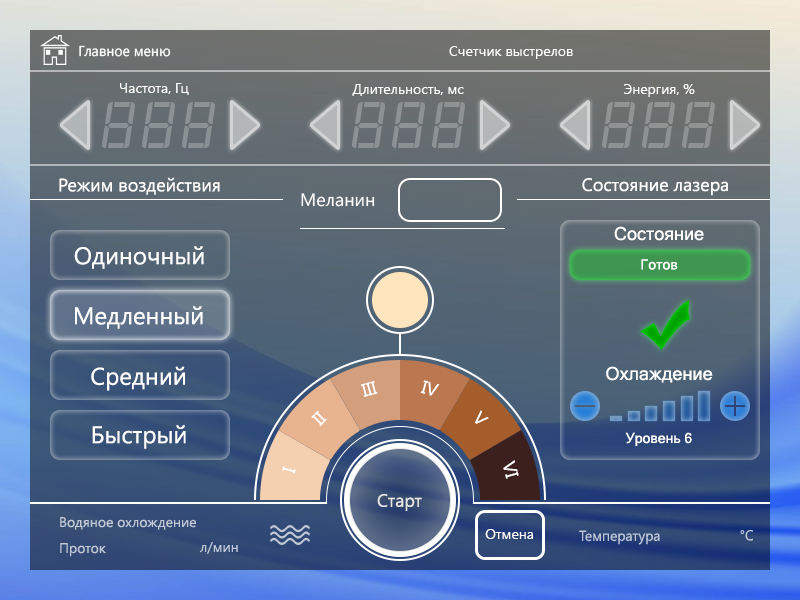 Главное меню
Счетчик выстрелов
Частота, Гц
Длительность, мс
Энергия, %
Режим воздействия
Меланин
Состояние лазера
Одиночный
Медленный
Средний
Быстрый
Состояние
Готов
Охлаждение
Уровень 6
I
II
III
IV
V
VI
Старт
Отмена
Водяное охлаждение
Проток
л/мин
Температура
°C